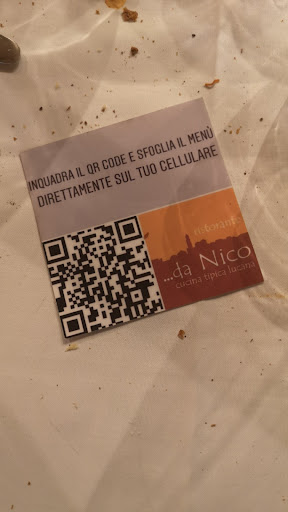 INQUADRA IL QR CODE E SFOGLIA IL MENÙ
DIRETTAMENTE SUL TUO CELLULARE
ristorante
...da Nico
cucina tipica lucana